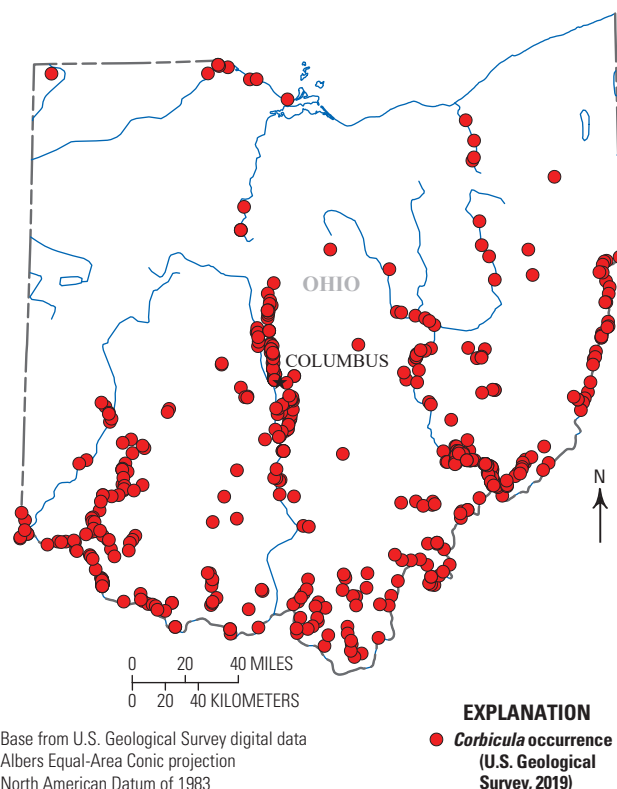 OHIO
COLUMBUS
N
0 20 40 MILES
0 20 40 KILOMETERS
EXPLANATION
Corbicula occurrence
(U.S. Geological
Survey, 2019)
Base from U.S. Geological Survey digital data
Albers Equal-Area Conic projection
North American Datum of 1983